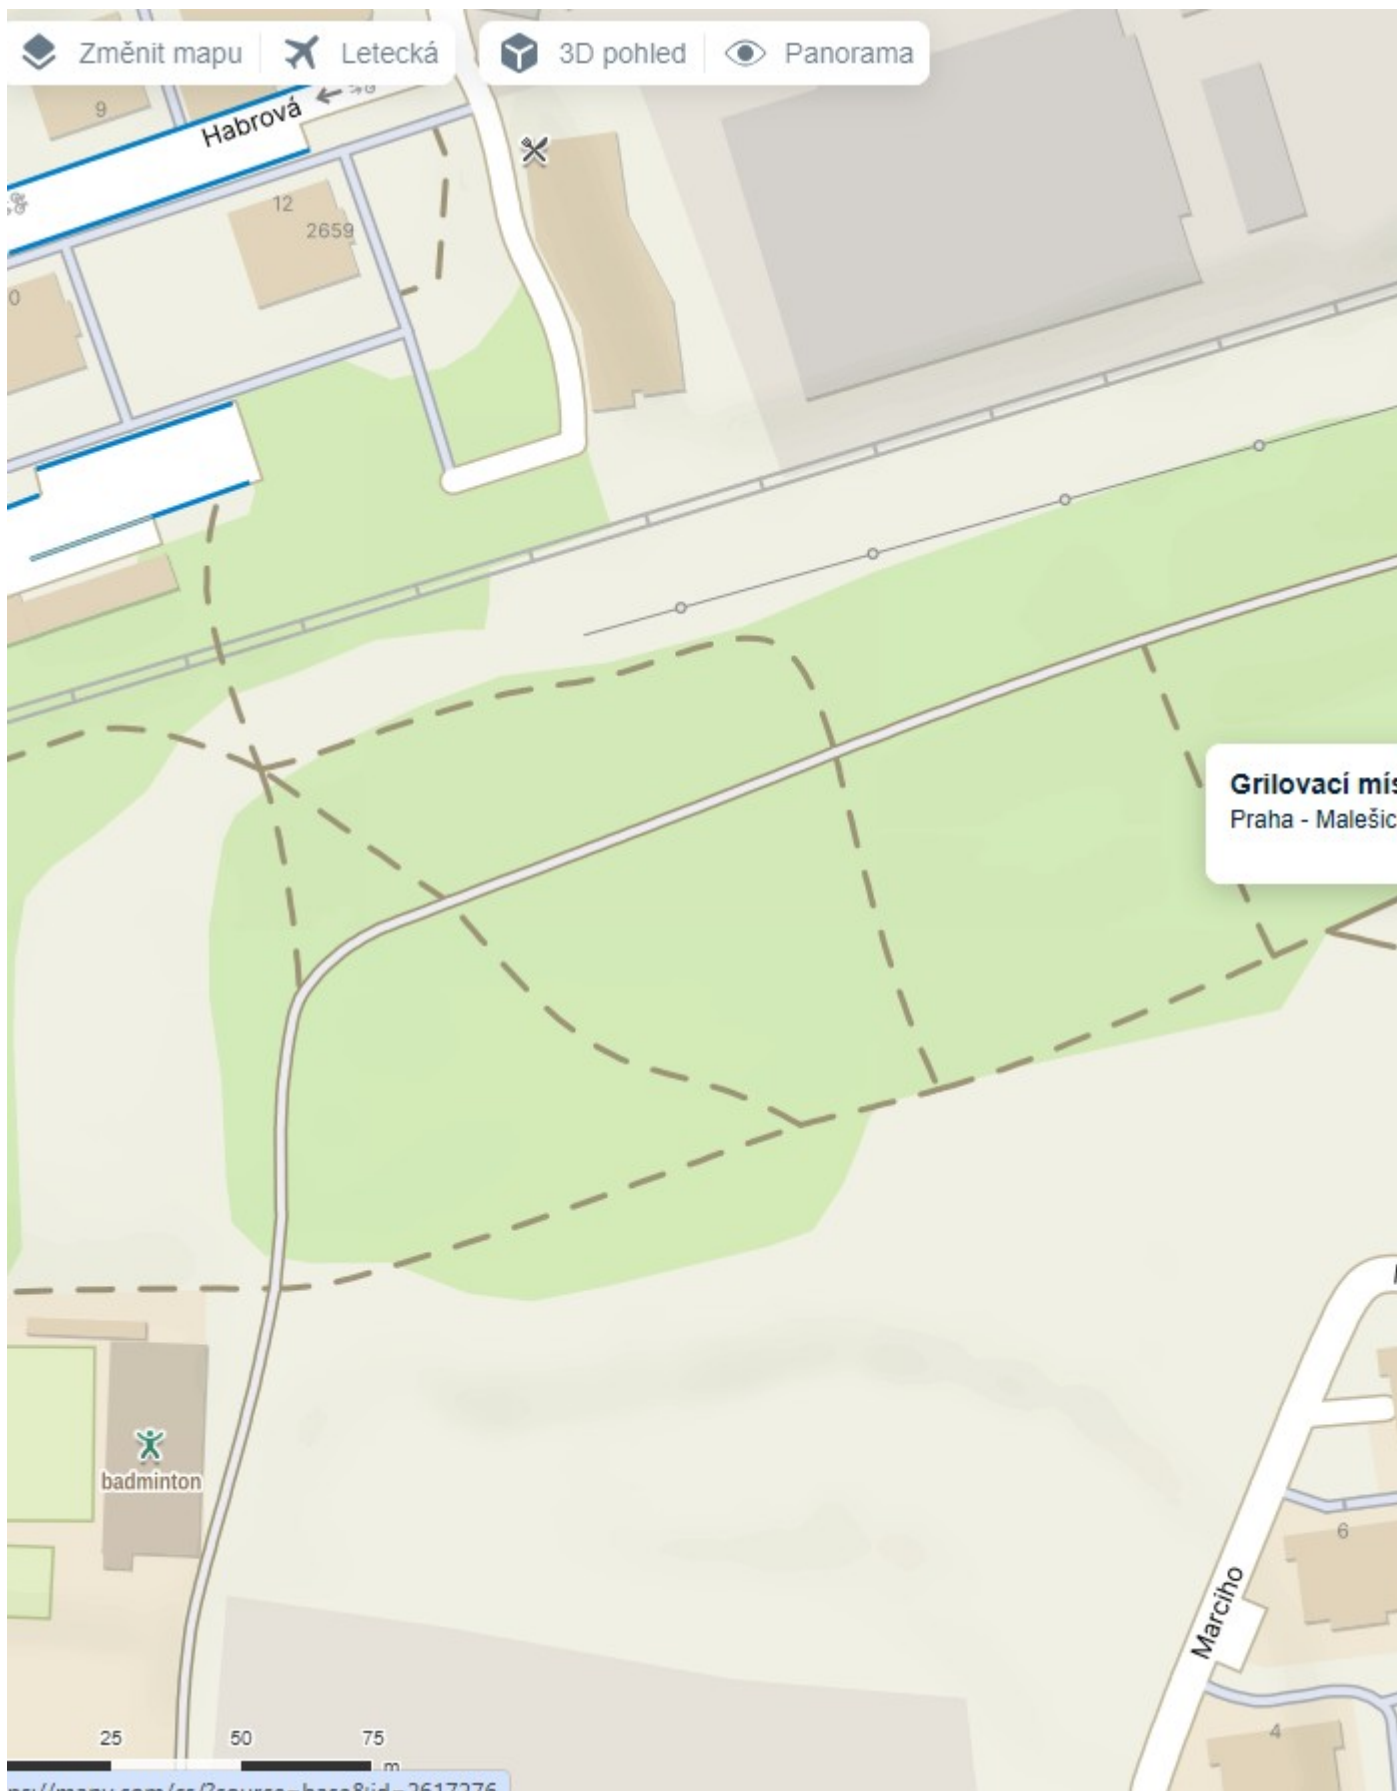 Změnit mapu
Letecká
3D pohled
Panorama
9
Habrová
12
2659
0
Grilovací mís
Praha - Malešic
badminton
6
Marciho
4
25
50
75
m